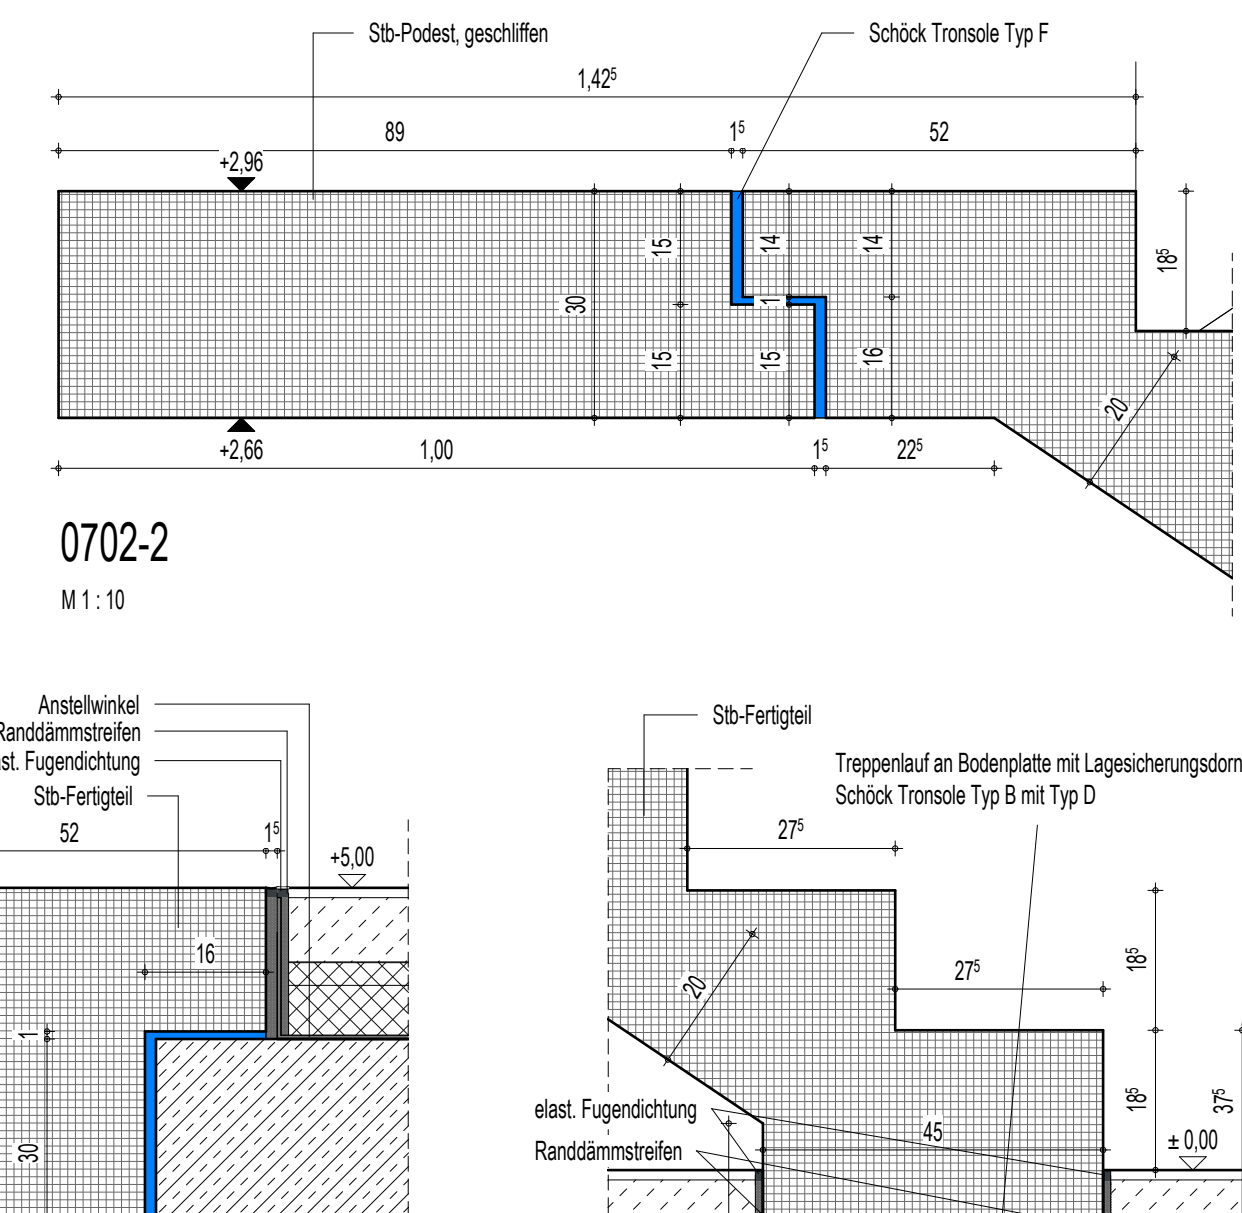 Stb-Podest, geschliffen
Schöck Tronsole Typ F
1,42⁵
89
1⁵
52
+2,96
15
14
14
18⁵
30
1
15
15
16
20
+2,66
1,00
1⁵
22⁵
0702-2
M 1 : 10
Anstellwinkel
Randdämmstreifen
st. Fugendichtung
Stb-Fertigteil
52
1⁵
+5,00
16
1
30
Stb-Fertigteil
Treppenlauf an Bodenplatte mit Lagesicherungsdorn
Schöck Tronsole Typ B mit Typ D
27⁵
18⁵
27⁵
20
18⁵
37⁵
elast. Fugendichtung
45
± 0,00
Randdämmstreifen